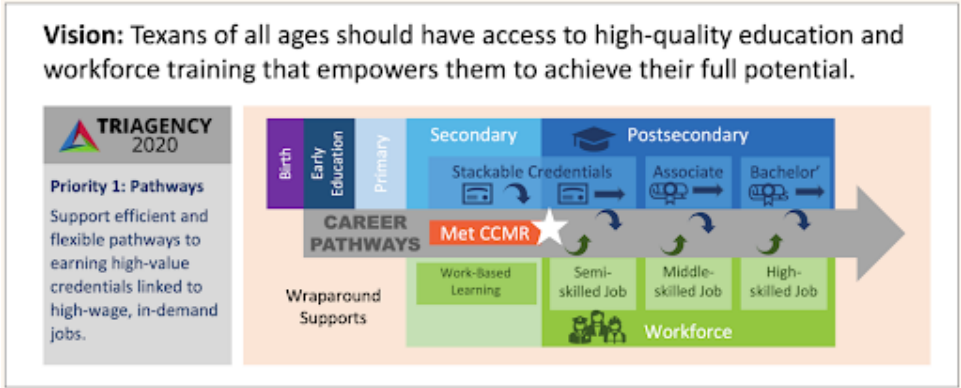 Vision: Texans of all ages should have access to high-quality education and
workforce training that empowers them to achieve their full potential.
TRIAGENCY
2020
Priority 1: Pathways
Support efficient and
flexible pathways to
earning high-value
credentials linked to
high-wage, in-demand
jobs.
Birth
Early
Education
Primary
Secondary
Postsecondary
Stackable Credentials
Associate
Bachelor'
CAREER
PATHWAYS
Met CCMR
Wraparound
Supports
Work-Based
Learning
Semi-
skilled Job
Middle-
skilled Job
High-
skilled Job
Workforce